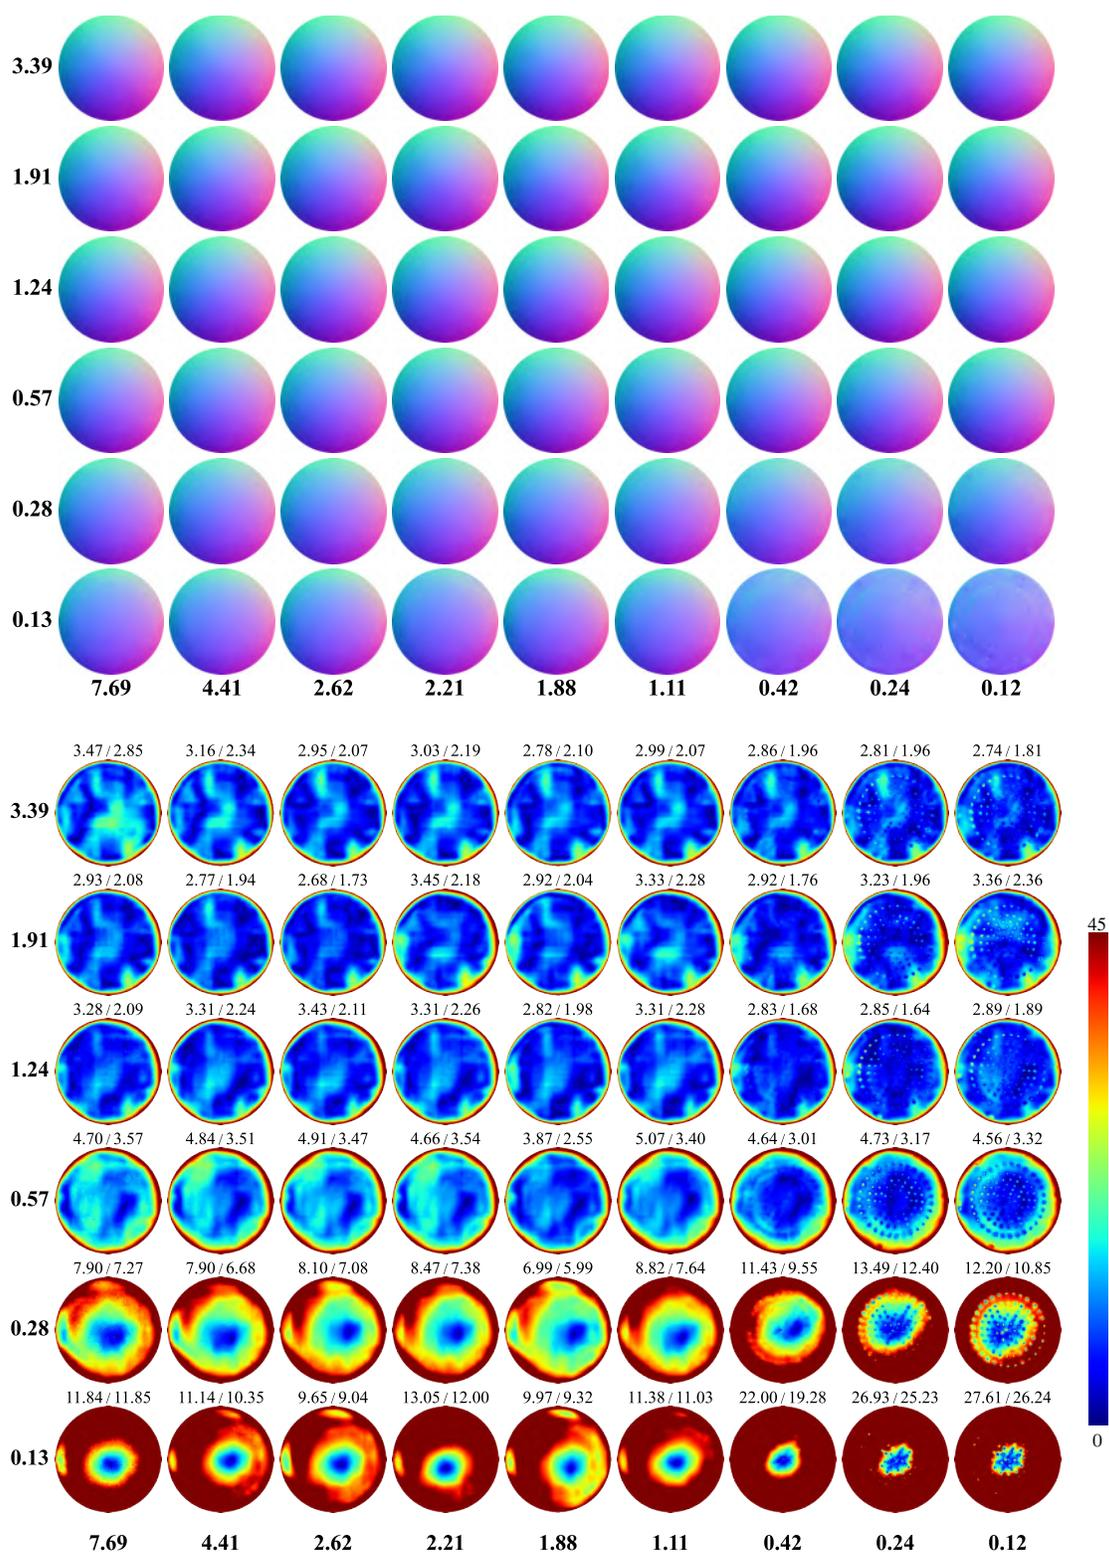 3.39
1.91
1.24
0.57
0.28
0.13
7.69 4.41 2.62 2.21 1.88 1.11 0.42 0.24 0.12
3.47 / 2.85 3.16 / 2.34 2.95 / 2.07 3.03 / 2.19 2.78 / 2.10 2.99 / 2.07 2.86 / 1.96 2.81 / 1.96 2.74 / 1.81
3.39
2.93 / 2.08 2.77 / 1.94 2.68 / 1.73 3.45 / 2.18 2.92 / 2.04 3.33 / 2.28 2.92 / 1.76 3.23 / 1.96 3.36 / 2.36
45
1.91
3.28 / 2.09 3.31 / 2.24 3.43 / 2.11 3.31 / 2.26 2.82 / 1.98 3.31 / 2.28 2.83 / 1.68 2.85 / 1.64 2.89 / 1.89
1.24
4.70 / 3.57 4.84 / 3.51 4.91 / 3.47 4.66 / 3.54 3.87 / 2.55 5.07 / 3.40 4.64 / 3.01 4.73 / 3.17 4.56 / 3.32
0.57
7.90 / 7.27 7.90 / 6.68 8.10 / 7.08 8.47 / 7.38 6.99 / 5.99 8.82 / 7.64 11.43 / 9.55 13.49 / 12.40 12.20 / 10.85
0.28
11.84 / 11.85 11.14 / 10.35 9.65 / 9.04 13.05 / 12.00 9.97 / 9.32 11.38 / 11.03 22.00 / 19.28 26.93 / 25.23 27.61 / 26.24
0
0.13
7.69 4.41 2.62 2.21 1.88 1.11 0.42 0.24 0.12